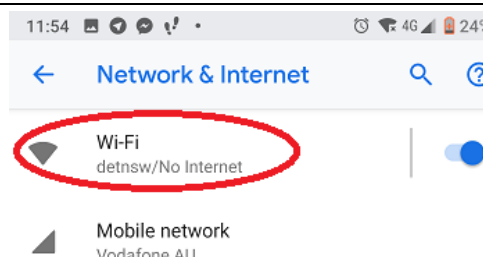 11:54 4G 24%
Network & Internet
Wi-Fi
detnsw/No Internet
Mobile network
Vodafone AU